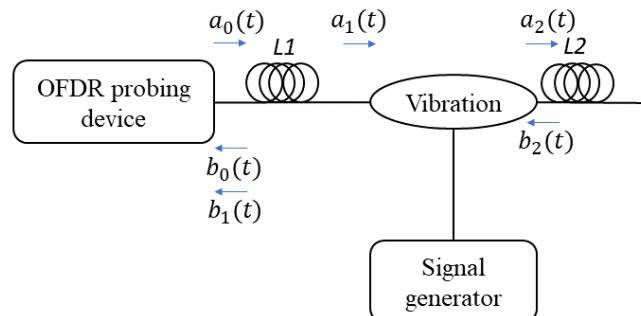 a₀(t)
L1
a₁(t)
a₂(t)
L2
OFDR probing
device
Vibration
b₀(t)
b₁(t)
b₂(t)
Signal
generator